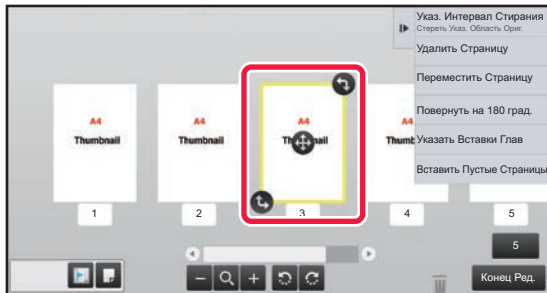 Указ. Интервал Стирания
Стереть Указ. Область Ориг.
Удалить Страницу
Переместить Страницу
Повернуть на 180 град.
Указать Вставки Глав
Вставить Пустые Страницы
A4
Thumbnail
A4
Thumbnail
A4
Thumbnail
A4
1
2
3
4
5
5
Конец Ред.